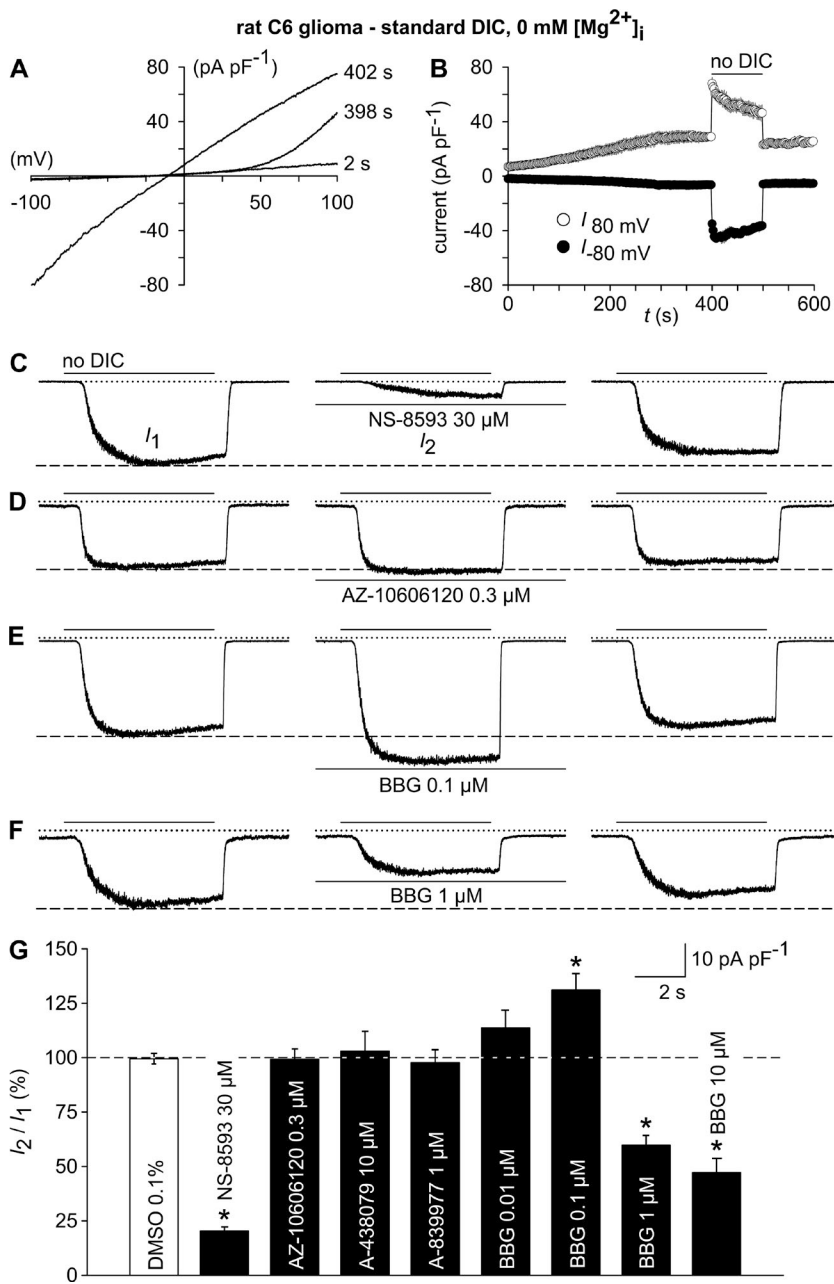 rat C6 glioma - standard DIC, 0 mM [Mg²⁺]ᵢ
A
(pA pF⁻¹)
80
402 s
40
398 s
(mV)
2 s
-100
50
100
-40
-80
B
no DIC
80
40
0
-40
-80
current (pA pF⁻¹)
I 80 mV
I -80 mV
0
200
400
600
t (s)
C
no DIC
I₁
NS-8593 30 µM
I₂
D
AZ-10606120 0.3 µM
E
BBG 0.1 µM
F
BBG 1 µM
G
150
125
100
75
50
25
0
I₂ / I₁ (%)
10 pA pF⁻¹
2 s
DMSO 0.1%
* NS-8593 30 µM
AZ-10606120 0.3 µM
A-438079 10 µM
A-839977 1 µM
BBG 0.01 µM
*
BBG 0.1 µM
*
BBG 1 µM
* BBG 10 µM